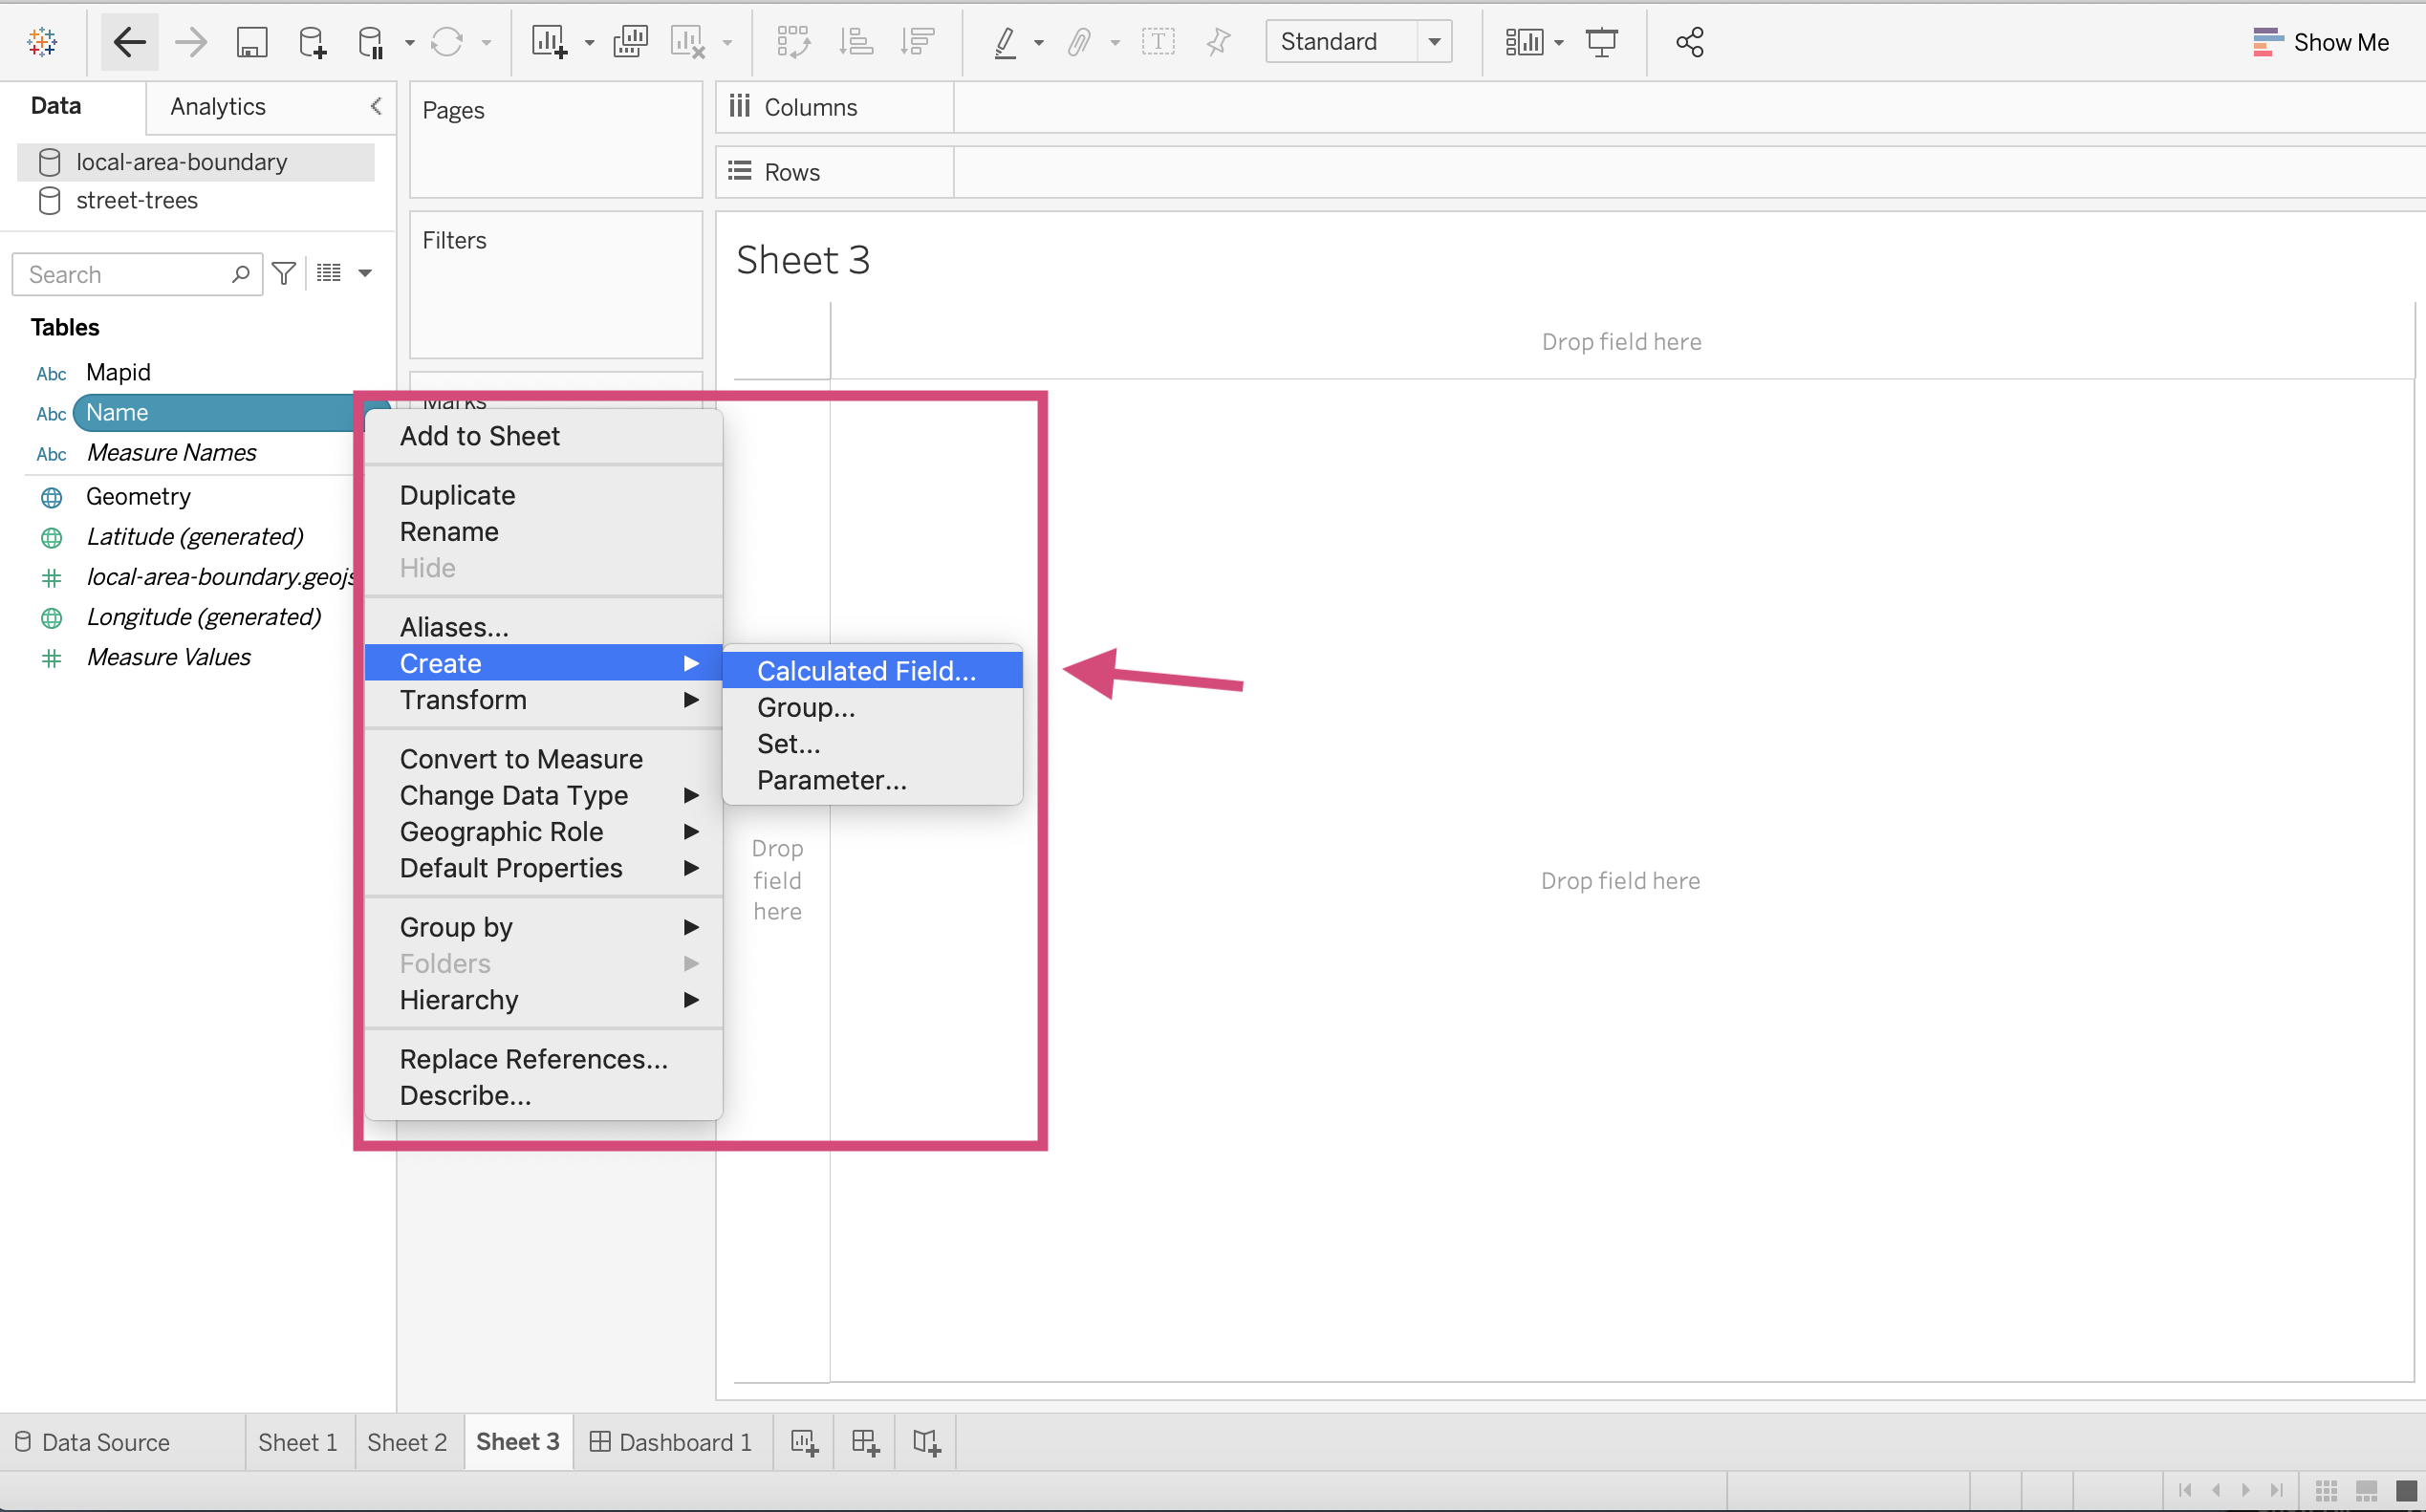 Standard
Show Me
Data
Analytics
Pages
Columns
local-area-boundary
Rows
street-trees
Filters
Sheet 3
Search
Tables
Drop field here
Abc Mapid
Marks
Abc Name
Add to Sheet
Abc Measure Names
Duplicate
Geometry
Rename
Latitude (generated)
Hide
local-area-boundary.geojs
Longitude (generated)
Aliases...
Measure Values
Create
Calculated Field...
Transform
Group...
Set...
Convert to Measure
Parameter...
Change Data Type
Geographic Role
Default Properties
Drop
field
here
Drop field here
Group by
Folders
Hierarchy
Replace References...
Describe...
Data Source
Sheet 1
Sheet 2
Sheet 3
Dashboard 1